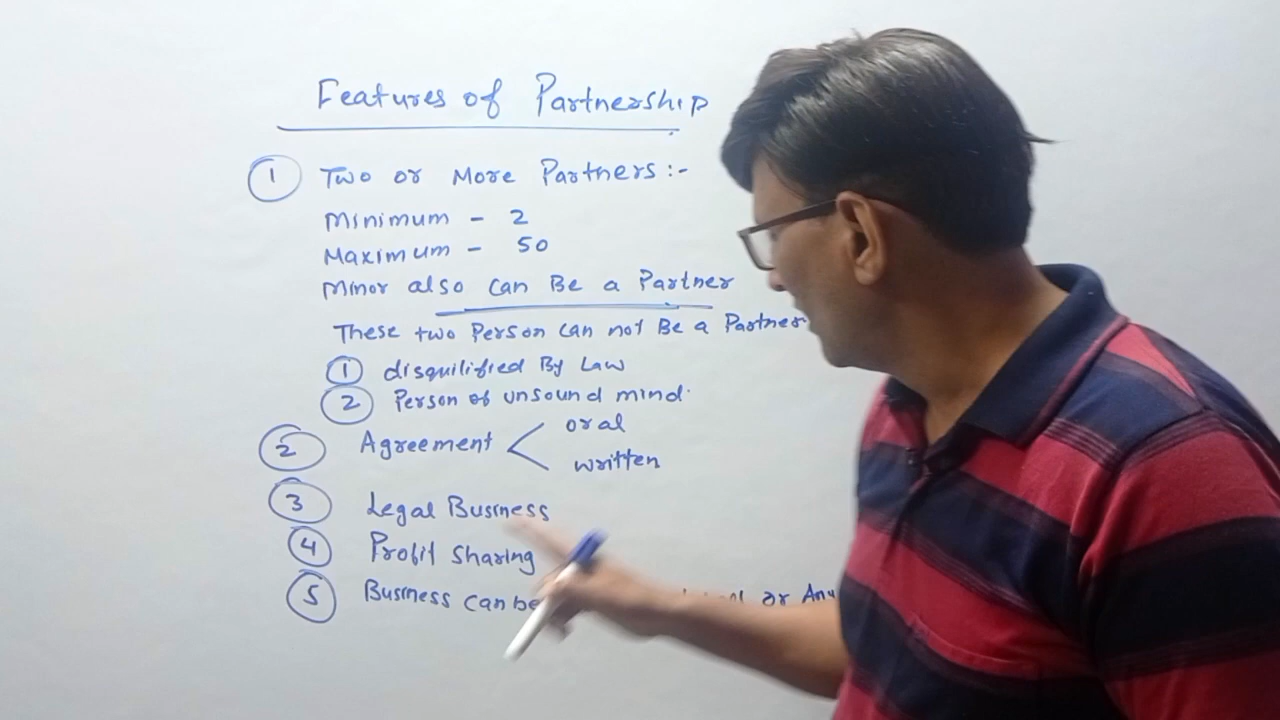 Features of Partnership
1 Two or More Partners :-
Minimum - 2
Maximum - 50
Minor also can Be a Partner
These two Person can not Be a Partner
1 disquilified By Law
2 Person of unsound mind.
2 Agreement < oral
written
3 Legal Business
4 Profit sharing
5 Business can be or Any